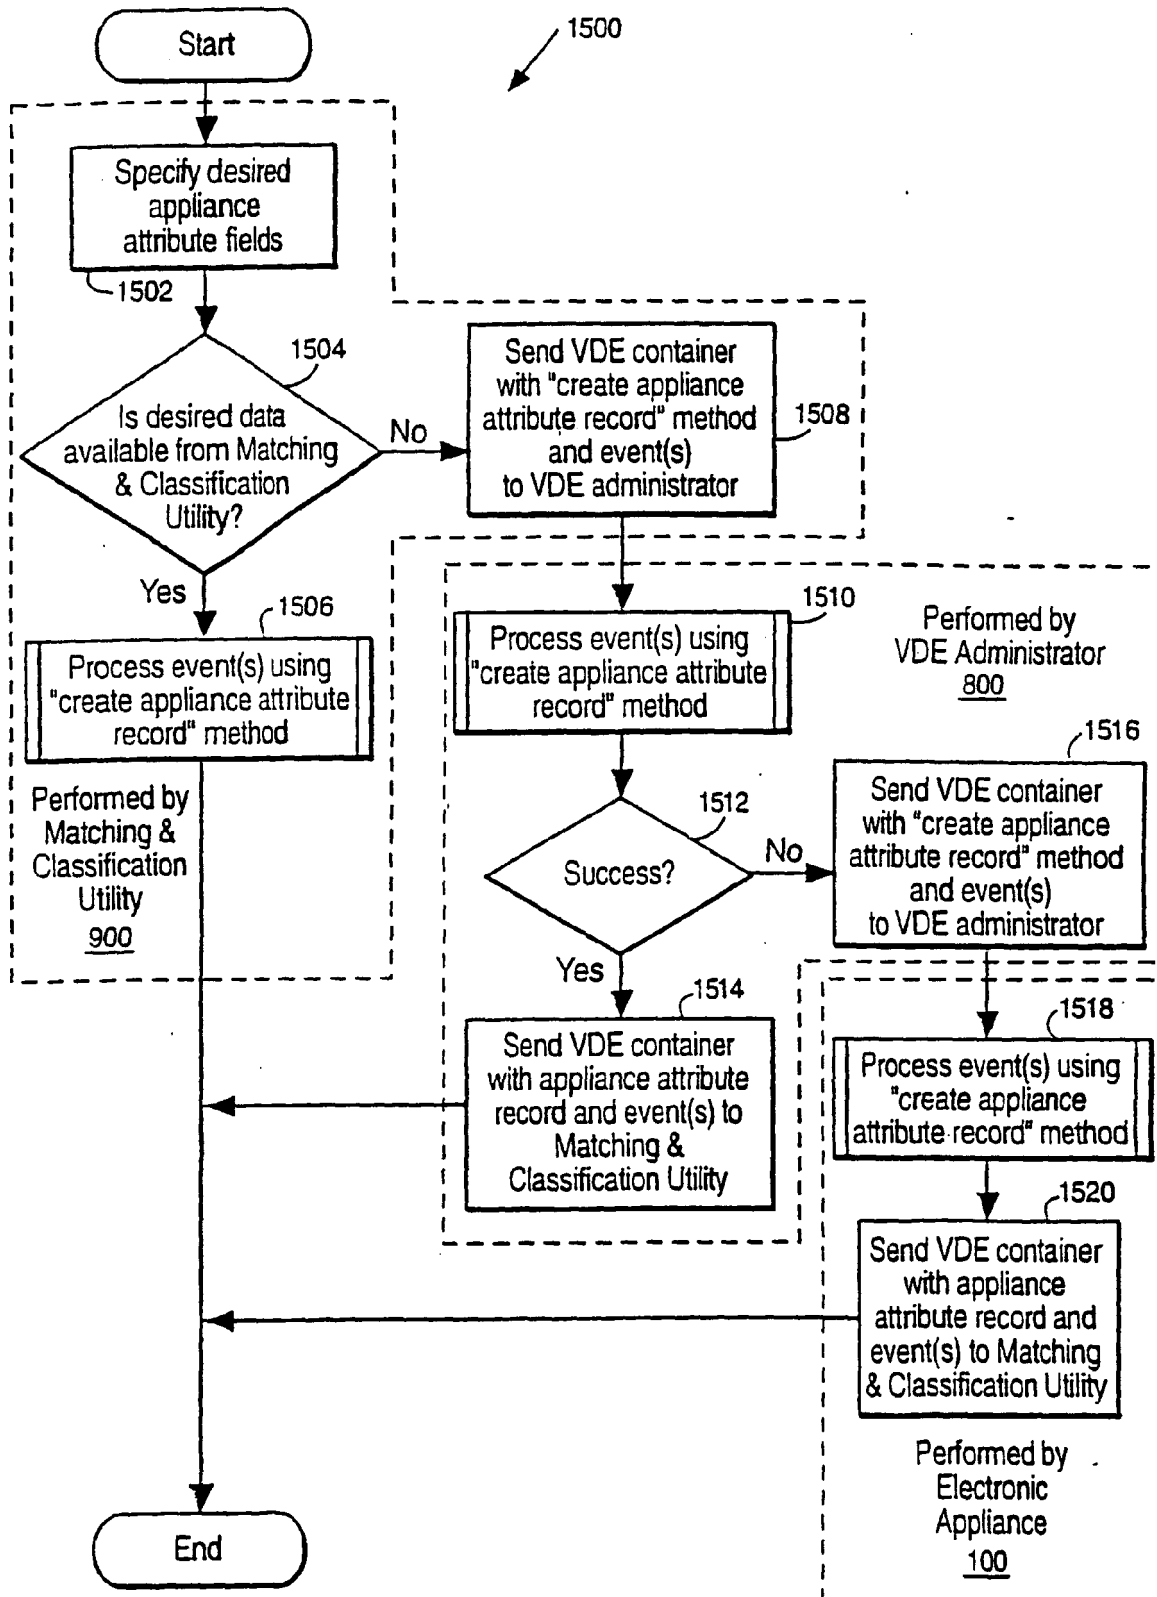 Start
1500
Specify desired
appliance
attribute fields
1502
1504
Is desired data
available from Matching
& Classification
Utility?
No
Send VDE container
with "create appliance
attribute record" method
and event(s)
to VDE administrator
1508
Yes
1506
Process event(s) using
"create appliance attribute
record" method
Performed by
Matching &
Classification
Utility
900
1510
Process event(s) using
"create appliance attribute
record" method
Performed by
VDE Administrator
800
1512
Success?
No
1516
Send VDE container
with "create appliance
attribute record" method
and event(s)
to VDE administrator
Yes
1514
Send VDE container
with appliance attribute
record and event(s) to
Matching &
Classification Utility
1518
Process event(s) using
"create appliance
attribute record" method
1520
Send VDE container
with appliance
attribute record and
event(s) to Matching
& Classification Utility
Performed by
Electronic
Appliance
100
End